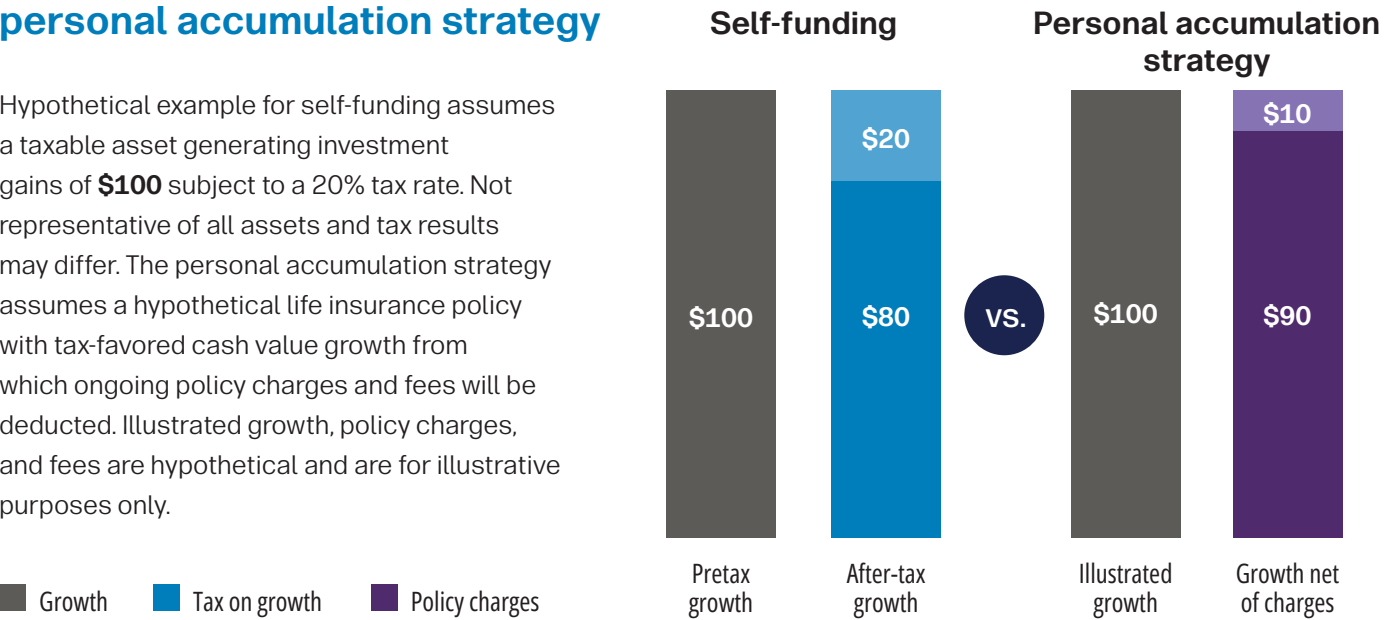 personal accumulation strategy
Hypothetical example for self-funding assumes
a taxable asset generating investment
gains of $100 subject to a 20% tax rate. Not
representative of all assets and tax results
may differ. The personal accumulation strategy
assumes a hypothetical life insurance policy
with tax-favored cash value growth from
which ongoing policy charges and fees will be
deducted. Illustrated growth, policy charges,
and fees are hypothetical and are for illustrative
purposes only.
Growth
Tax on growth
Policy charges
Self-funding
$100
$20
$80
Pretax
growth
After-tax
growth
VS.
Personal accumulation
strategy
$100
$10
$90
Illustrated
growth
Growth net
of charges